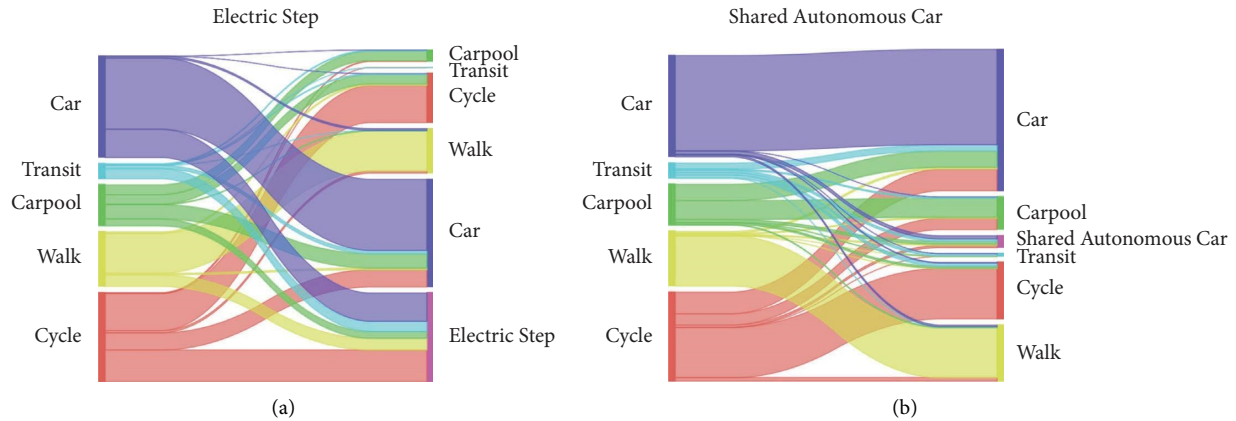 Electric Step
Car
Transit
Carpool
Walk
Cycle
Carpool
Transit
Cycle
Walk
Car
Electric Step
(a)
Shared Autonomous Car
Car
Transit
Carpool
Walk
Cycle
Car
Carpool
Shared Autonomous Car
Transit
Cycle
Walk
(b)